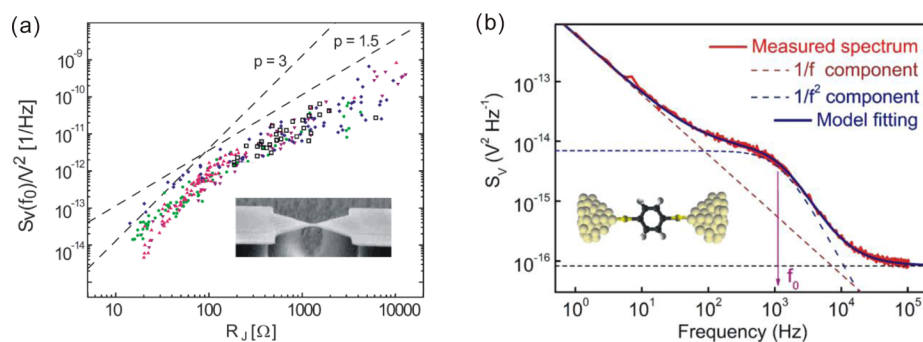 (a)
Sv(f₀)/V² [1/Hz]
10⁻⁹
10⁻¹⁰
10⁻¹¹
10⁻¹²
10⁻¹³
10⁻¹⁴
p = 3
p = 1.5
10
100
1000
10000
R_J [Ω]
(b)
S_V (V² Hz⁻¹)
10⁻¹³
10⁻¹⁴
10⁻¹⁵
10⁻¹⁶
Measured spectrum
1/f component
1/f² component
Model fitting
f₀
10⁰
10¹
10²
10³
10⁴
10⁵
Frequency (Hz)